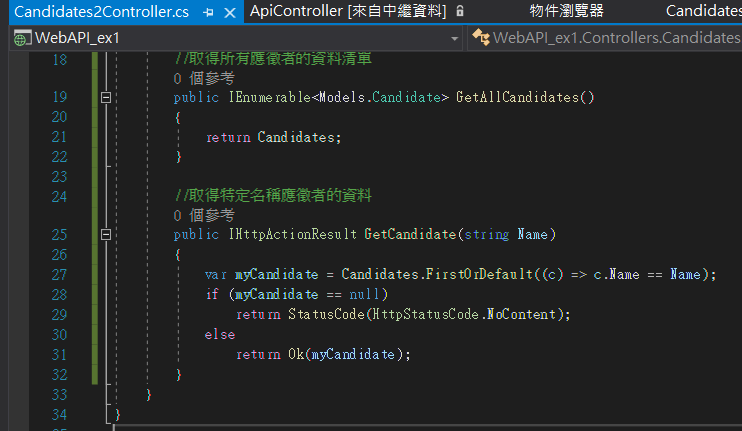 Candidates2Controller.cs ApiController [來自中繼資料] 物件瀏覽器 Candidates
WebAPI_ex1 WebAPI_ex1.Controllers.Candidates
18 //取得所有應徵者的資料清單
0 個參考
19 public IEnumerable<Models.Candidate> GetAllCandidates()
20 {
21 return Candidates;
22 }
23
24 //取得特定名稱應徵者的資料
0 個參考
25 public IHttpActionResult GetCandidate(string Name)
26 {
27 var myCandidate = Candidates.FirstOrDefault((c) => c.Name == Name);
28 if (myCandidate == null)
29 return StatusCode(HttpStatusCode.NoContent);
30 else
31 return Ok(myCandidate);
32 }
33 }
34 }